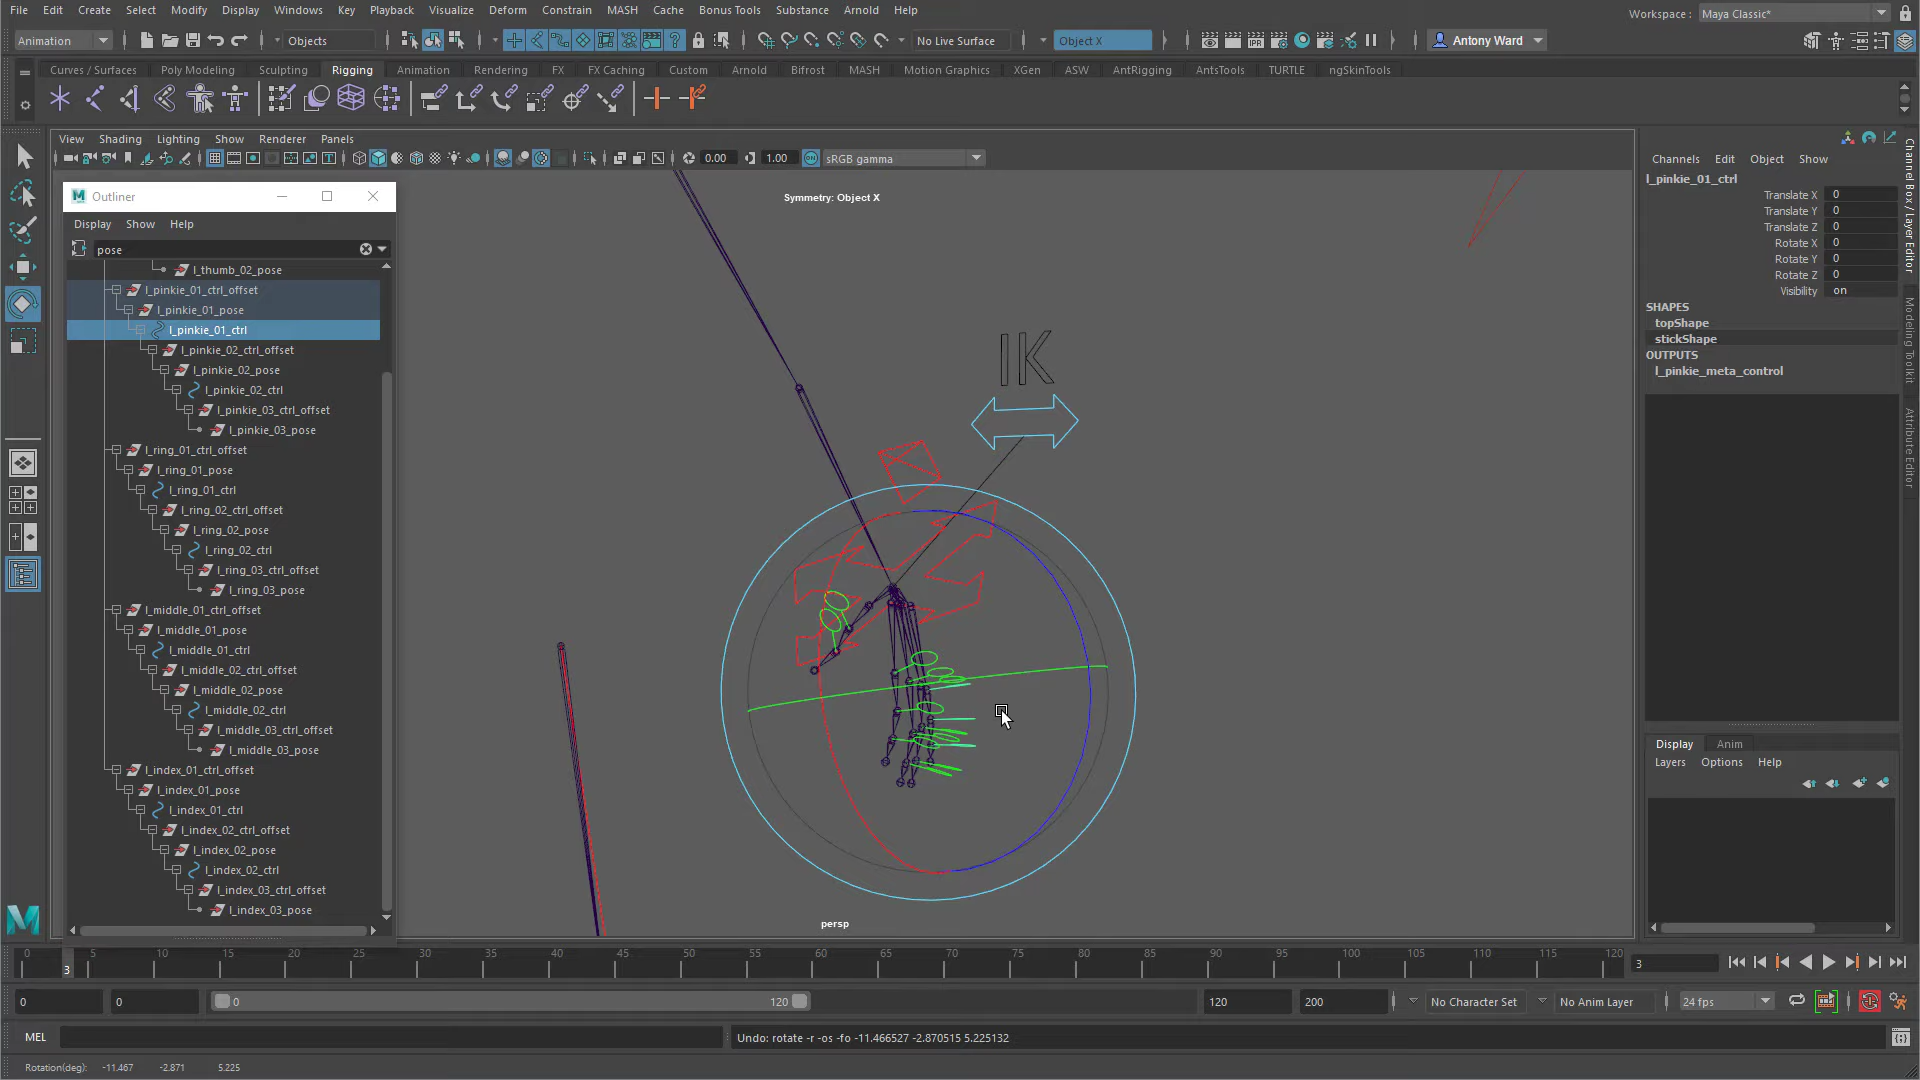 File Edit Create Select Modify Display Windows Key Playback Visualize Deform Constrain MASH Cache Bonus Tools Substance Arnold Help
Workspace : Maya Classic*
Animation Objects No Live Surface Object X Antony Ward
Curves / Surfaces Poly Modeling Sculpting Rigging Animation Rendering FX FX Caching Custom Arnold Bifrost MASH Motion Graphics XGen ASW AntRigging AntsTools TURTLE ngSkinTools
View Shading Lighting Show Renderer Panels
0.00 1.00 sRGB gamma
IPR
Outliner
Display Show Help
pose
l_thumb_02_pose
l_pinkie_01_ctrl_offset
l_pinkie_01_pose
l_pinkie_01_ctrl
l_pinkie_02_ctrl_offset
l_pinkie_02_pose
l_pinkie_02_ctrl
l_pinkie_03_ctrl_offset
l_pinkie_03_pose
l_ring_01_ctrl_offset
l_ring_01_pose
l_ring_01_ctrl
l_ring_02_ctrl_offset
l_ring_02_pose
l_ring_02_ctrl
l_ring_03_ctrl_offset
l_ring_03_pose
l_middle_01_ctrl_offset
l_middle_01_pose
l_middle_01_ctrl
l_middle_02_ctrl_offset
l_middle_02_pose
l_middle_02_ctrl
l_middle_03_ctrl_offset
l_middle_03_pose
l_index_01_ctrl_offset
l_index_01_pose
l_index_01_ctrl
l_index_02_ctrl_offset
l_index_02_pose
l_index_02_ctrl
l_index_03_ctrl_offset
l_index_03_pose
Symmetry: Object X
IK
persp
Channels Edit Object Show
l_pinkie_01_ctrl
Translate X 0
Translate Y 0
Translate Z 0
Rotate X 0
Rotate Y 0
Rotate Z 0
Visibility on
SHAPES
topShape
stickShape
OUTPUTS
l_pinkie_meta_control
Display Anim
Layers Options Help
Channel Box / Layer Editor
Modeling Toolkit
Attribute Editor
0 5 10 15 20 25 30 35 40 45 50 55 60 65 70 75 80 85 90 95 100 105 110 115 120
3
3
0 0 0 120 120 200 No Character Set No Anim Layer 24 fps
MEL
Undo: rotate -r -os -fo -11.466527 -2.870515 5.225132
Rotation(deg): -11.467 -2.871 5.225